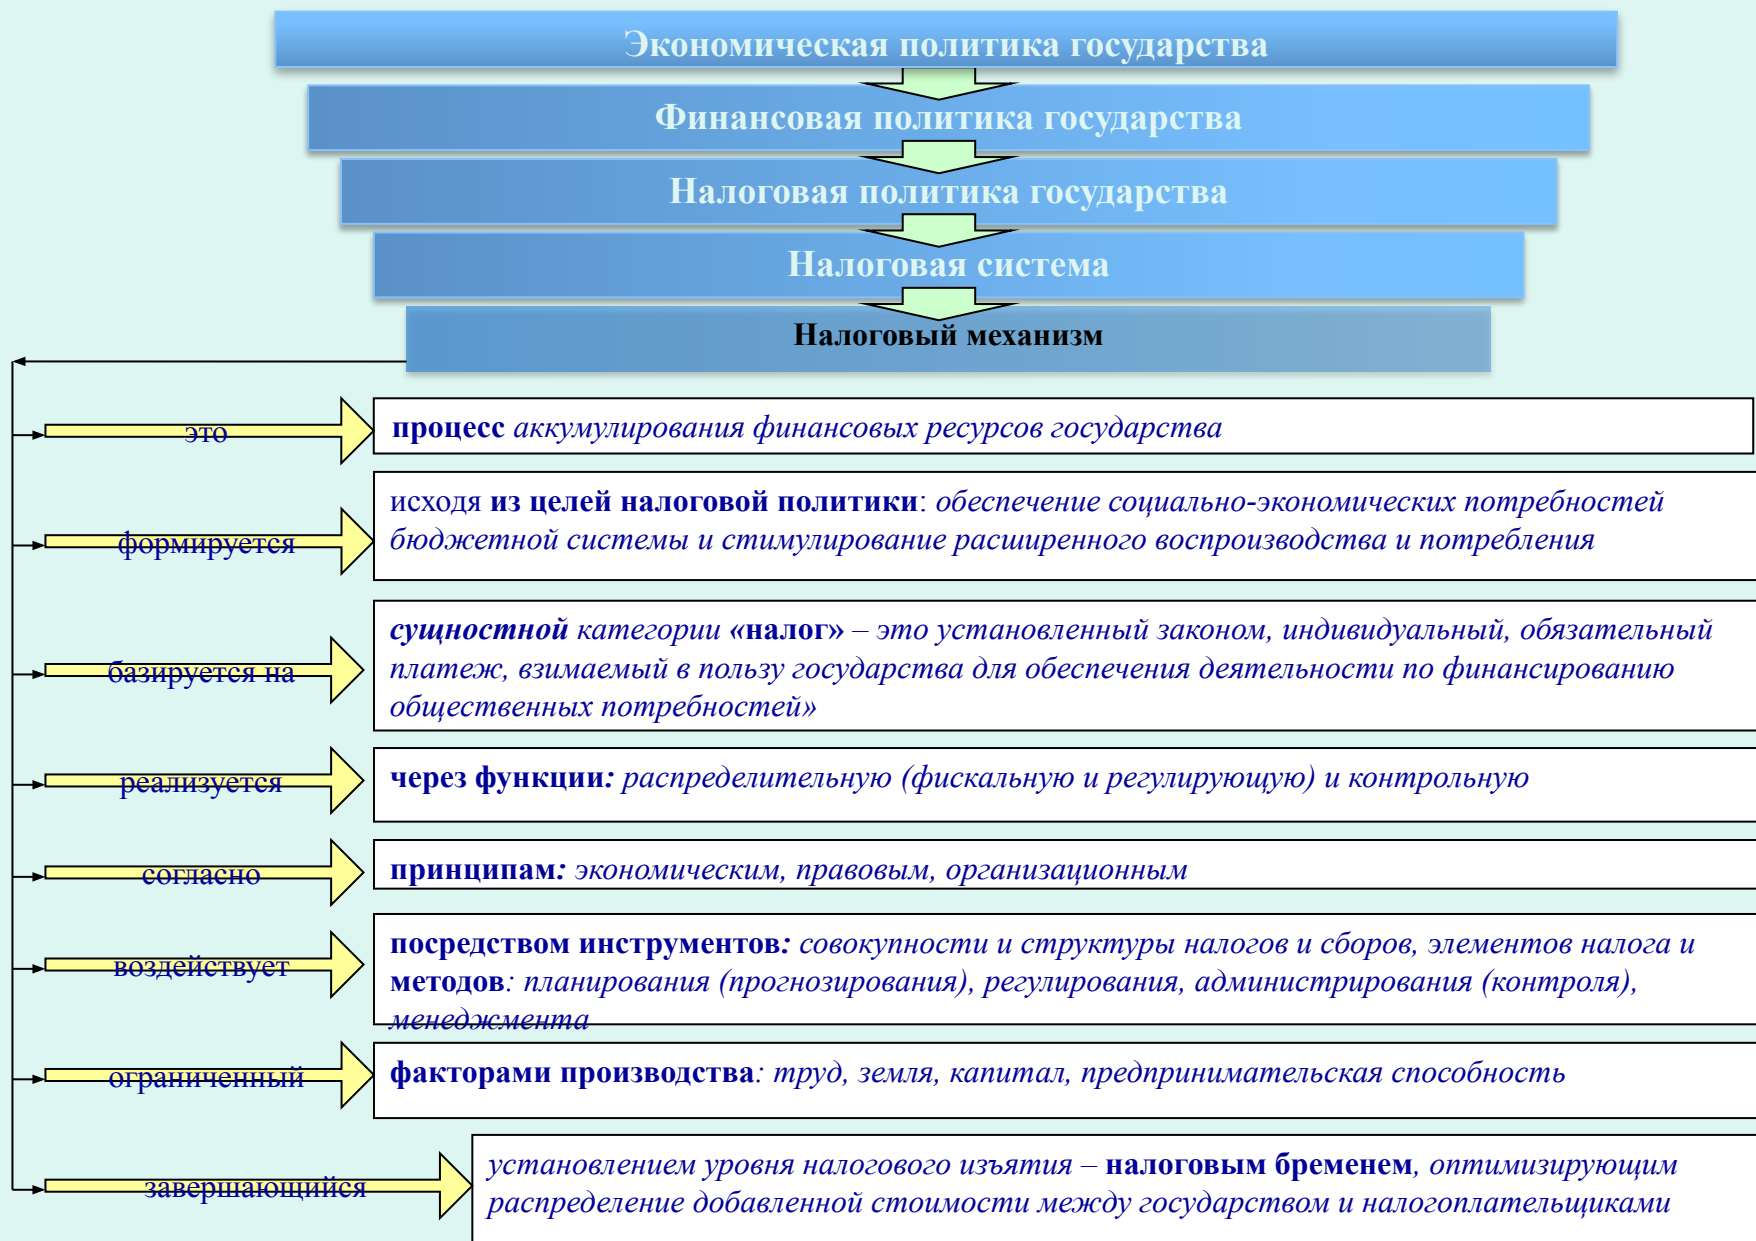 Экономическая политика государства
Финансовая политика государства
Налоговая политика государства
Налоговая система
Налоговый механизм
это
процесс аккумулирования финансовых ресурсов государства
формируется
исходя из целей налоговой политики: обеспечение социально-экономических потребностей
бюджетной системы и стимулирование расширенного воспроизводства и потребления
базируется на
сущностной категории «налог» – это установленный законом, индивидуальный, обязательный
платеж, взимаемый в пользу государства для обеспечения деятельности по финансированию
общественных потребностей»
реализуется
через функции: распределительную (фискальную и регулирующую) и контрольную
согласно
принципам: экономическим, правовым, организационным
воздействует
посредством инструментов: совокупности и структуры налогов и сборов, элементов налога и
методов: планирования (прогнозирования), регулирования, администрирования (контроля),
менеджмента
ограниченный
факторами производства: труд, земля, капитал, предпринимательская способность
завершающийся
установлением уровня налогового изъятия – налоговым бременем, оптимизирующим
распределение добавленной стоимости между государством и налогоплательщиками